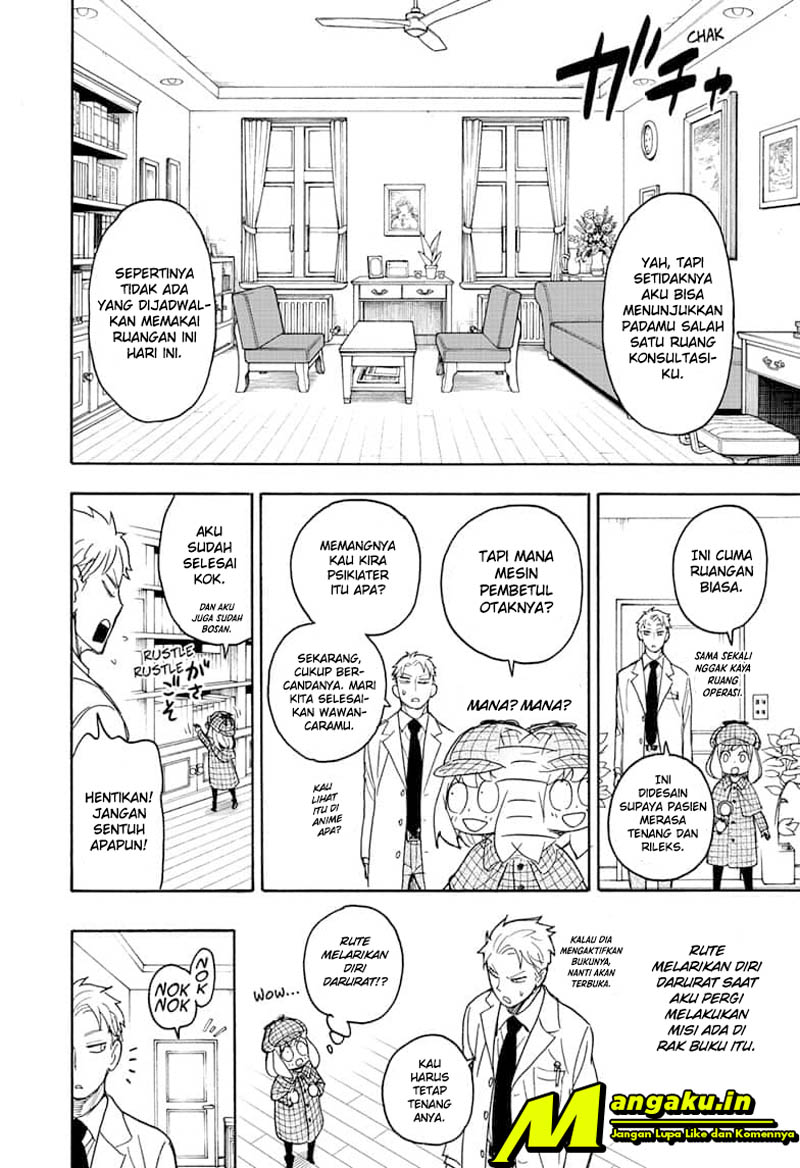 ガチャ
CHAK
YAH, TAPI
SETIDAKNYA
AKU BISA
MENUNJUKKAN
PADAMU SALAH
SATU RUANG
KONSULTASI-
KU.
SEPERTINYA
TIDAK ADA
YANG DIJADWAL-
KAN MEMAKAI
RUANGAN INI
HARI INI.
INI CUMA
RUANGAN
BIASA.
SAMA SEKALI
NGGAK KAYA
RUANG
OPERASI.
INI
DIDESAIN
SUPAYA PASIEN
MERASA
TENANG DAN
RILEKS.
TAPI MANA
MESIN
PEMBETUL
OTAKNYA?
MANA? MANA?
MEMANGNYA
KAU KIRA
PSIKIATER
ITU APA?
SEKARANG,
CUKUP BER-
CANDANYA. MARI
KITA SELESAI-
KAN WAWAN-
CARAMU.
KAU
LIHAT
ITU DI
ANIME
APA?
AKU
SUDAH
SELESAI
KOK.
DAN AKU
JUGA SUDAH
BOSAN.
RUSTLE
RUSTLE
がさ
ごそ
HENTIKAN!
JANGAN
SENTUH
APAPUN!
RUTE
MELARIKAN DIRI
DARURAT SAAT
AKU PERGI
MELAKUKAN
MISI ADA DI
RAK BUKU ITU.
KALAU DIA
MENGAKTIFKAN
BUKUNYA,
NANTI AKAN
TERBUKA.
RUTE
MELARIKAN
DIRI
DARURAT!?
WOW...
KAU
HARUS
TETAP
TENANG
ANYA.
NOK
NOK
NOK
Mangaku.in
Jangan Lupa Like dan Komennya